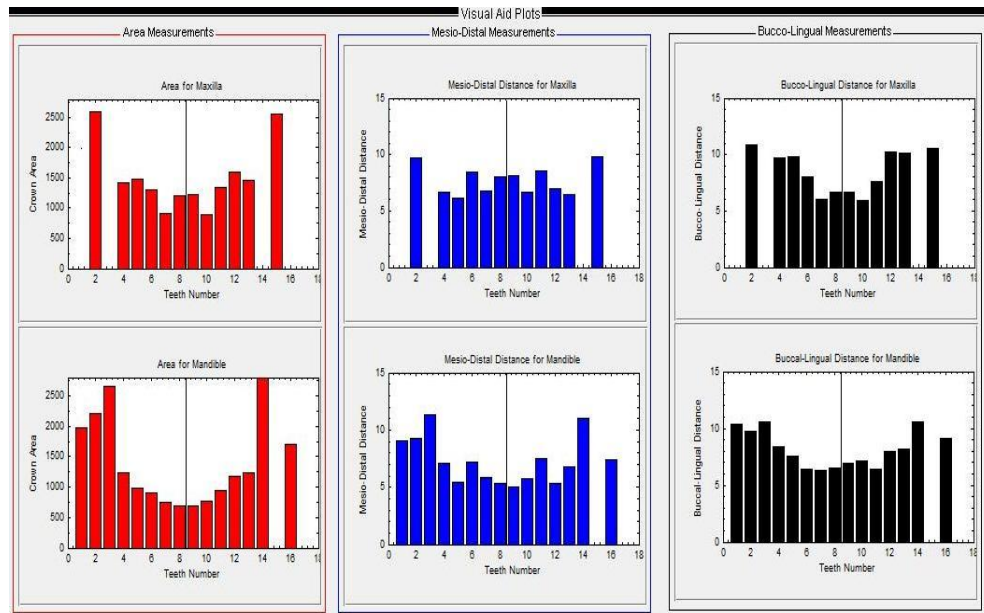 Visual Aid Plots
Area Measurements
Area for Maxilla
Crown Area
2500
2000
1500
1000
500
0
0 2 4 6 8 10 12 14 16 18
Teeth Number
Area for Mandible
Crown Area
2500
2000
1500
1000
500
0
0 2 4 6 8 10 12 14 16 18
Teeth Number
Mesio-Distal Measurements
Mesio-Distal Distance for Maxilla
Mesio-Distal Distance
15
10
5
0
0 2 4 6 8 10 12 14 16 18
Teeth Number
Mesio-Distal Distance for Mandible
Mesio-Distal Distance
15
10
5
0
0 2 4 6 8 10 12 14 16 18
Teeth Number
Bucco-Lingual Measurements
Bucco-Lingual Distance for Maxilla
Bucco-Lingual Distance
15
10
5
0
0 2 4 6 8 10 12 14 16 18
Teeth Number
Buccal-Lingual Distance for Mandible
Buccal-Lingual Distance
15
10
5
0
0 2 4 6 8 10 12 14 16 18
Teeth Number